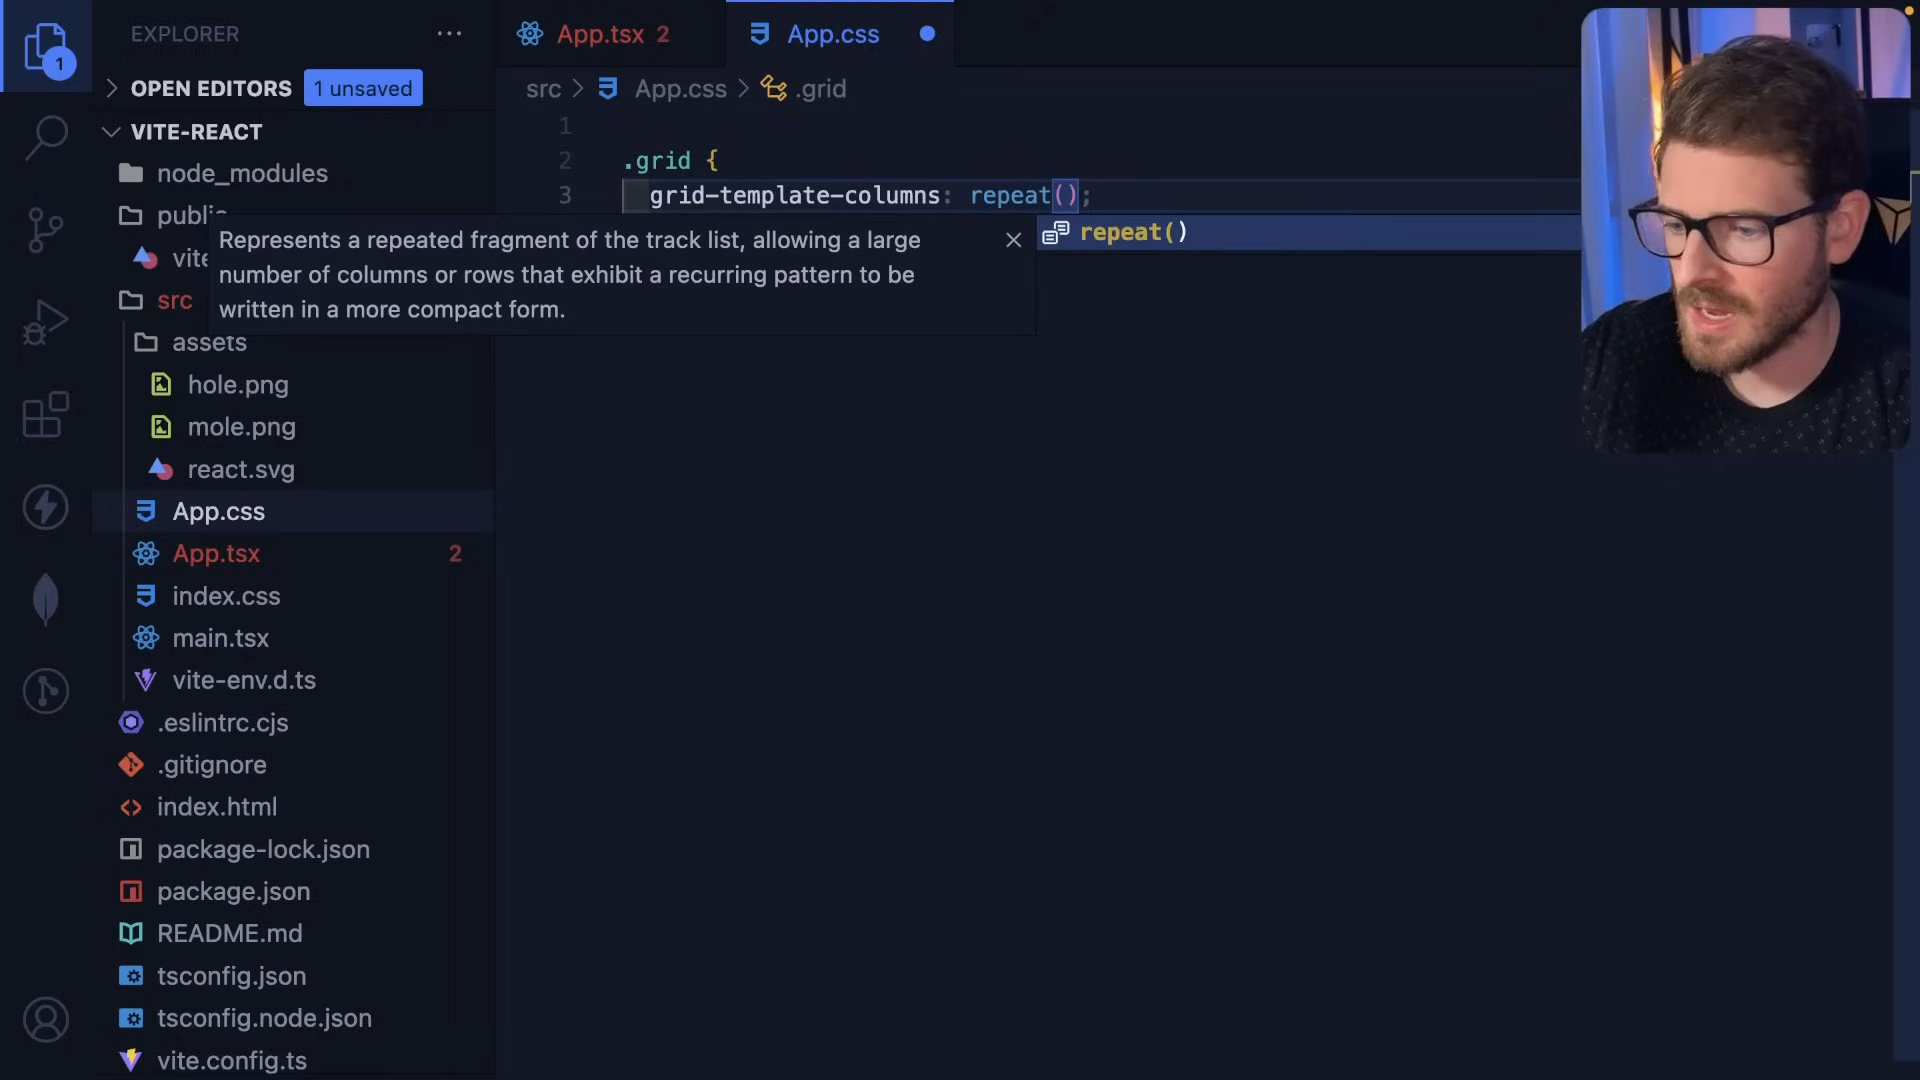 EXPLORER
OPEN EDITORS 1 unsaved
VITE-REACT
node_modules
public
vite
src
assets
hole.png
mole.png
react.svg
App.css
App.tsx 2
index.css
main.tsx
vite-env.d.ts
.eslintrc.cjs
.gitignore
index.html
package-lock.json
package.json
README.md
tsconfig.json
tsconfig.node.json
vite.config.ts
1
App.tsx 2
App.css
src > App.css > .grid
1
2 .grid {
3 grid-template-columns: repeat();
repeat()
Represents a repeated fragment of the track list, allowing a large
number of columns or rows that exhibit a recurring pattern to be
written in a more compact form.